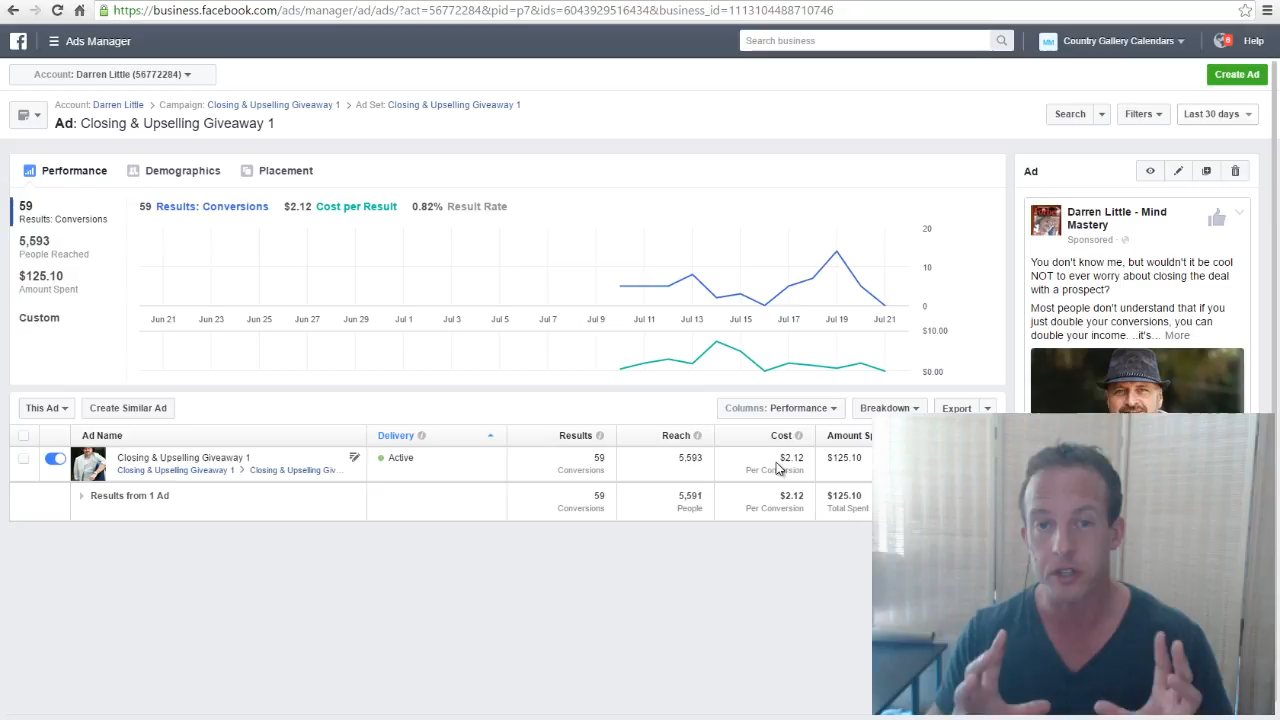 https://business.facebook.com/ads/manager/ad/ads/?act=56772284&pid=p7&ids=6043929516434&business_id=1113104488710746
Ads Manager
Search business
MM
Country Gallery Calendars
6
Help
Account: Darren Little (56772284)
Create Ad
Account: Darren Little > Campaign: Closing & Upselling Giveaway 1 > Ad Set: Closing & Upselling Giveaway 1
Ad: Closing & Upselling Giveaway 1
Search
Filters
Last 30 days
Performance
Demographics
Placement
59
Results: Conversions
5,593
People Reached
$125.10
Amount Spent
Custom
59 Results: Conversions
$2.12 Cost per Result
0.82% Result Rate
20
10
0
Jun 21 Jun 23 Jun 25 Jun 27 Jun 29 Jul 1 Jul 3 Jul 5 Jul 7 Jul 9 Jul 11 Jul 13 Jul 15 Jul 17 Jul 19 Jul 21
$10.00
$0.00
Ad
Darren Little - Mind
Mastery
Sponsored ·
You don't know me, but wouldn't it be cool
NOT to ever worry about closing the deal
with a prospect?
Most people don't understand that if you
just double your conversions, you can
double your income. ..it's... More
This Ad
Create Similar Ad
Columns: Performance
Breakdown
Export
Ad Name Delivery Results Reach Cost Amount Sp
Closing & Upselling Giveaway 1 Active 59 5,593 $2.12 $125.10
Closing & Upselling Giveaway 1 > Closing & Upselling Giv... Conversions Per Conversion
Results from 1 Ad 59 5,591 $2.12 $125.10
Conversions People Per Conversion Total Spent